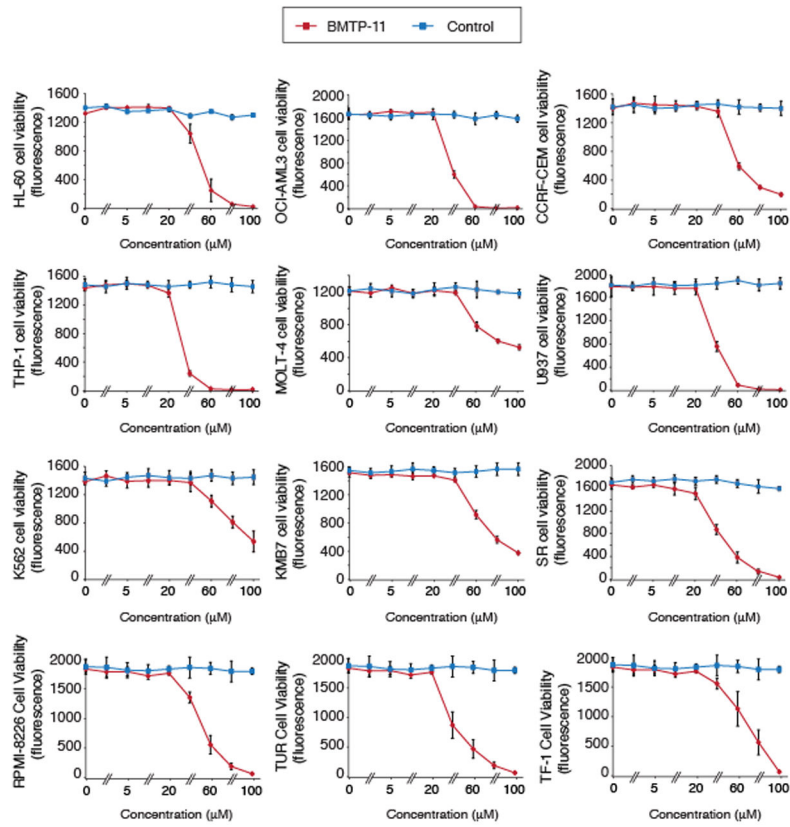 BMTP-11 Control
HL-60 cell viability
(fluorescence)
1600
1200
800
400
0
0 // 5 // 20 // 60 // 100
Concentration (μM)
OCI-AML3 cell viability
(fluorescence)
2000
1600
1200
800
400
0
0 // 5 // 20 // 60 // 100
Concentration (μM)
CCRF-CEM cell viability
(fluorescence)
1600
1200
800
400
0
0 // 5 // 20 // 60 // 100
Concentration (μM)
THP-1 cell viability
(fluorescence)
1600
1200
800
400
0
0 // 5 // 20 // 60 // 100
Concentration (μM)
MOLT-4 cell viability
(fluorescence)
1200
800
400
0
0 // 5 // 20 // 60 // 100
Concentration (μM)
U937 cell viability
(fluorescence)
2000
1600
1200
800
400
0
0 // 5 // 20 // 60 // 100
Concentration (μM)
K562 cell viability
(fluorescence)
1600
1200
800
400
0
0 // 5 // 20 // 60 // 100
Concentration (μM)
KMB7 cell viability
(fluorescence)
1600
1200
800
400
0
0 // 5 // 20 // 60 // 100
Concentration (μM)
SR cell viability
(fluorescence)
2000
1600
1200
800
400
0
0 // 5 // 20 // 60 // 100
Concentration (μM)
RPMI-8226 Cell Viability
(fluorescence)
2000
1500
1000
500
0
0 // 5 // 20 // 60 // 100
Concentration (μM)
TUR Cell Viability
(fluorescence)
2000
1500
1000
500
0
0 // 5 // 20 // 60 // 100
Concentration (μM)
TF-1 Cell Viability
(fluorescence)
2000
1500
1000
500
0
0 // 5 // 20 // 60 // 100
Concentration (μM)